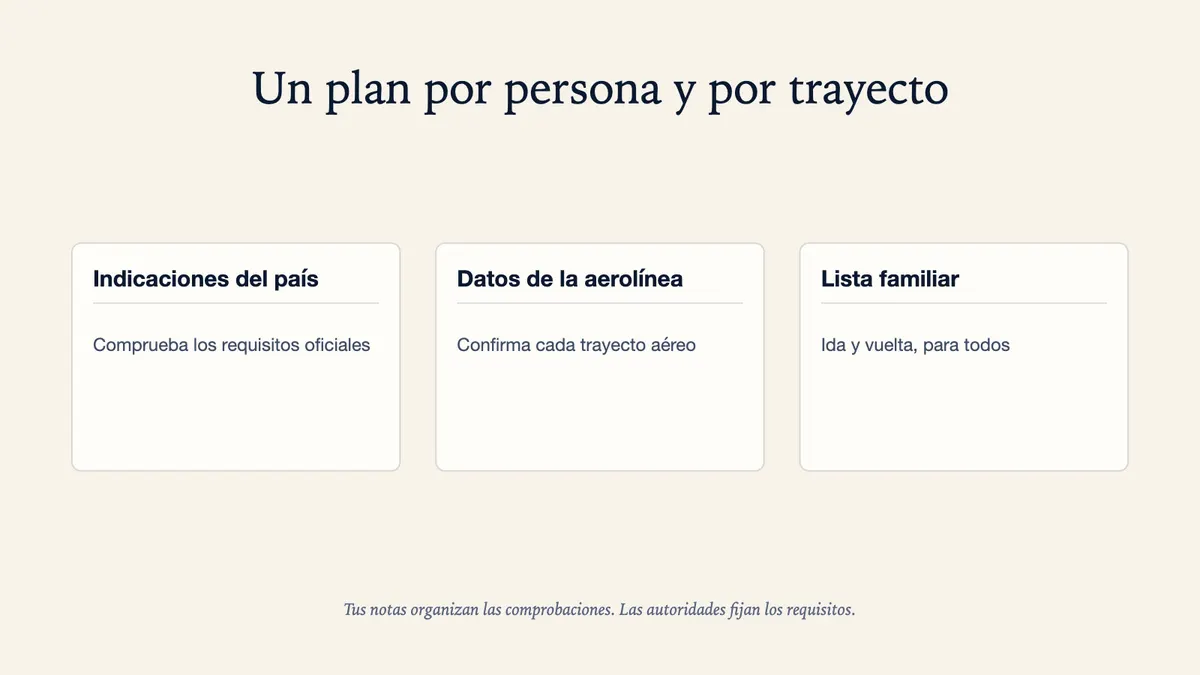 Un plan por persona y por trayecto
Indicaciones del país
Comprueba los requisitos oficiales
Datos de la aerolínea
Confirma cada trayecto aéreo
Lista familiar
Ida y vuelta, para todos
Tus notas organizan las comprobaciones. Las autoridades fijan los requisitos.